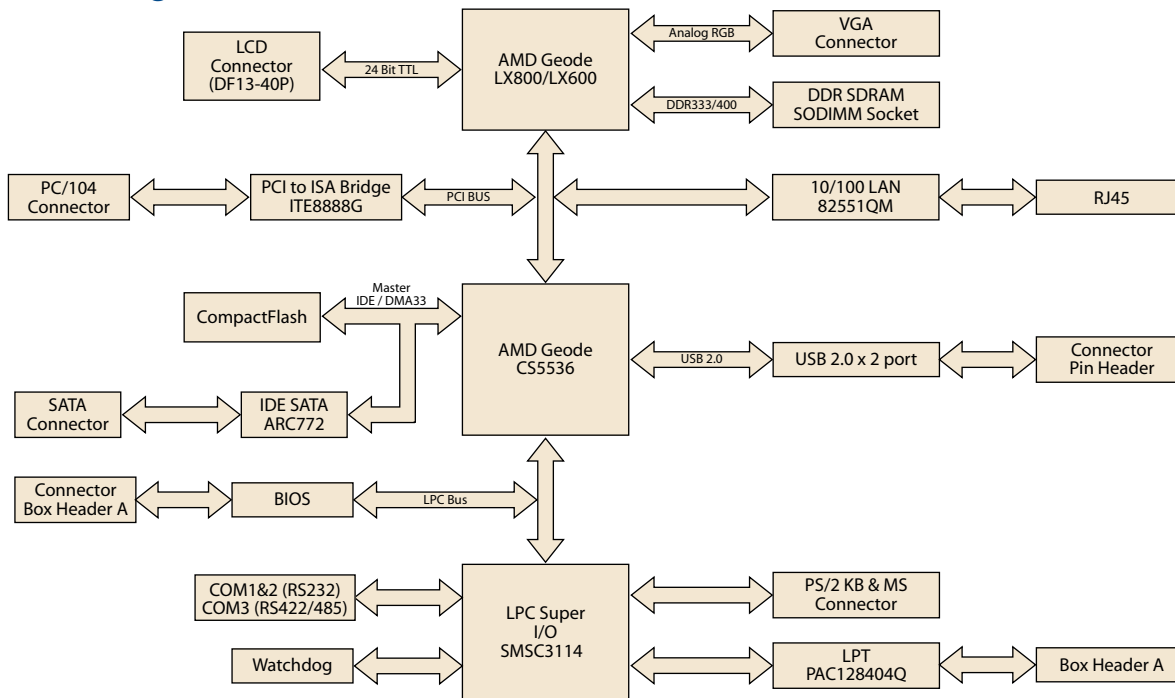 LCD
Connector
(DF13-40P)
24 Bit TTL
AMD Geode
LX800/LX600
Analog RGB
VGA
Connector
DDR333/400
DDR SDRAM
SODIMM Socket
PC/104
Connector
PCI to ISA Bridge
ITE8888G
PCI BUS
10/100 LAN
82551QM
RJ45
CompactFlash
Master
IDE / DMA33
AMD Geode
CS5536
USB 2.0
USB 2.0 x 2 port
Connector
Pin Header
SATA
Connector
IDE SATA
ARC772
Connector
Box Header A
BIOS
LPC Bus
COM1&2 (RS232)
COM3 (RS422/485)
LPC Super
I/O
SMSC3114
PS/2 KB & MS
Connector
Watchdog
LPT
PAC128404Q
Box Header A